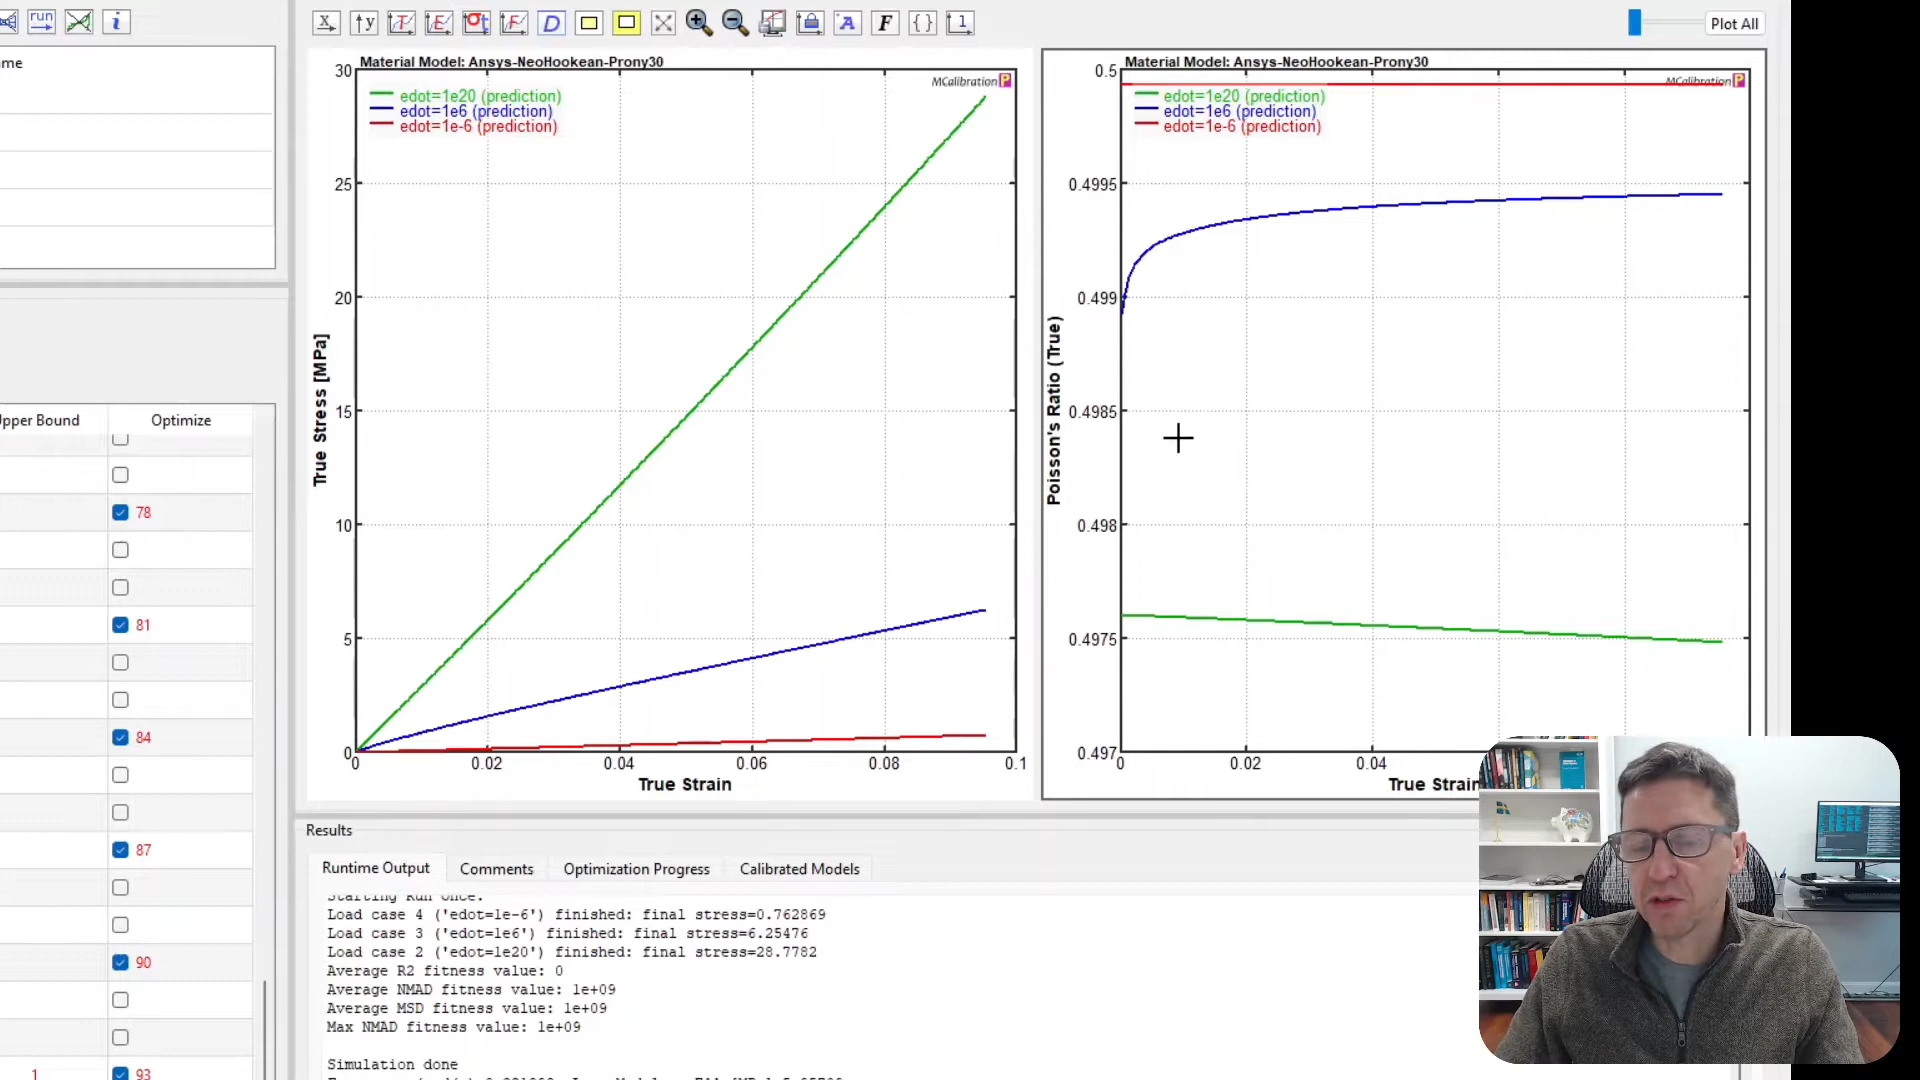 run
x
y
T
E
σt
F
D
A
F
{ }
1
Plot All
me
Upper Bound
Optimize
78
81
84
87
90
1
93
Material Model: Ansys-NeoHookean-Prony30
MCalibration
edot=1e20 (prediction)
edot=1e6 (prediction)
edot=1e-6 (prediction)
30
25
20
15
10
5
0
True Stress [MPa]
0
0.02
0.04
0.06
0.08
0.1
True Strain
Material Model: Ansys-NeoHookean-Prony30
MCalibration
edot=1e20 (prediction)
edot=1e6 (prediction)
edot=1e-6 (prediction)
0.5
0.4995
0.499
0.4985
0.498
0.4975
0.497
Poisson's Ratio (True)
0
0.02
0.04
True Strain
Results
Runtime Output
Comments
Optimization Progress
Calibrated Models
Starting Run Once.
Load case 4 ('edot=1e-6') finished: final stress=0.762869
Load case 3 ('edot=1e6') finished: final stress=6.25476
Load case 2 ('edot=1e20') finished: final stress=28.7782
Average R2 fitness value: 0
Average NMAD fitness value: 1e+09
Average MSD fitness value: 1e+09
Max NMAD fitness value: 1e+09
Simulation done